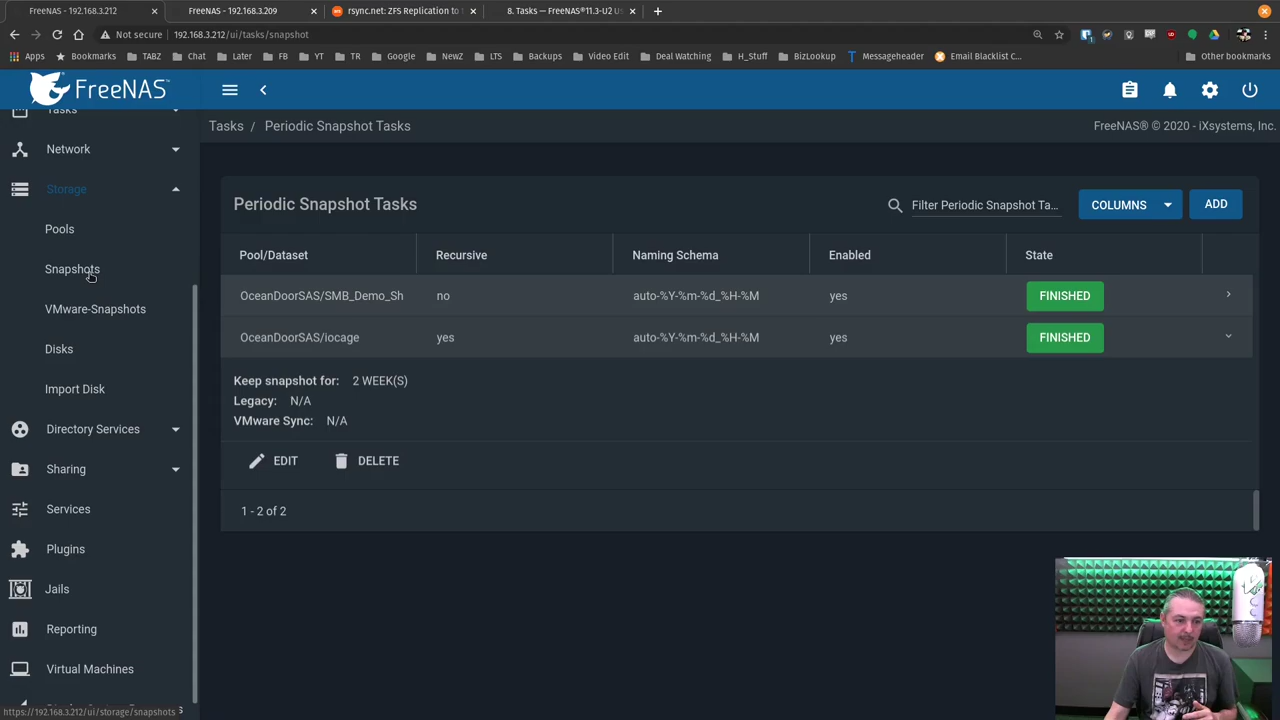 FreeNAS - 192.168.3.212
FreeNAS - 192.168.3.209
rsync.net: ZFS Replication to
8. Tasks — FreeNAS®11.3-U2 U
Not secure
192.168.3.212/ui/tasks/snapshot
Apps
Bookmarks
TABZ
Chat
Later
FB
YT
TR
Google
NewZ
LTS
Backups
Video Edit
Deal Watching
H_Stuff
BizLookup
Messageheader
Email Blacklist C...
Other bookmarks
FreeNAS
Tasks / Periodic Snapshot Tasks
FreeNAS® © 2020 - iXsystems, Inc.
Tasks
Network
Storage
Pools
Snapshots
VMware-Snapshots
Disks
Import Disk
Directory Services
Sharing
Services
Plugins
Jails
Reporting
Virtual Machines
Periodic Snapshot Tasks
Filter Periodic Snapshot Ta...
COLUMNS
ADD
Pool/Dataset Recursive Naming Schema Enabled State
OceanDoorSAS/SMB_Demo_Sh no auto-%Y-%m-%d_%H-%M yes FINISHED
OceanDoorSAS/iocage yes auto-%Y-%m-%d_%H-%M yes FINISHED
Keep snapshot for: 2 WEEK(S)
Legacy: N/A
VMware Sync: N/A
EDIT
DELETE
1 - 2 of 2
https://192.168.3.212/ui/storage/snapshots